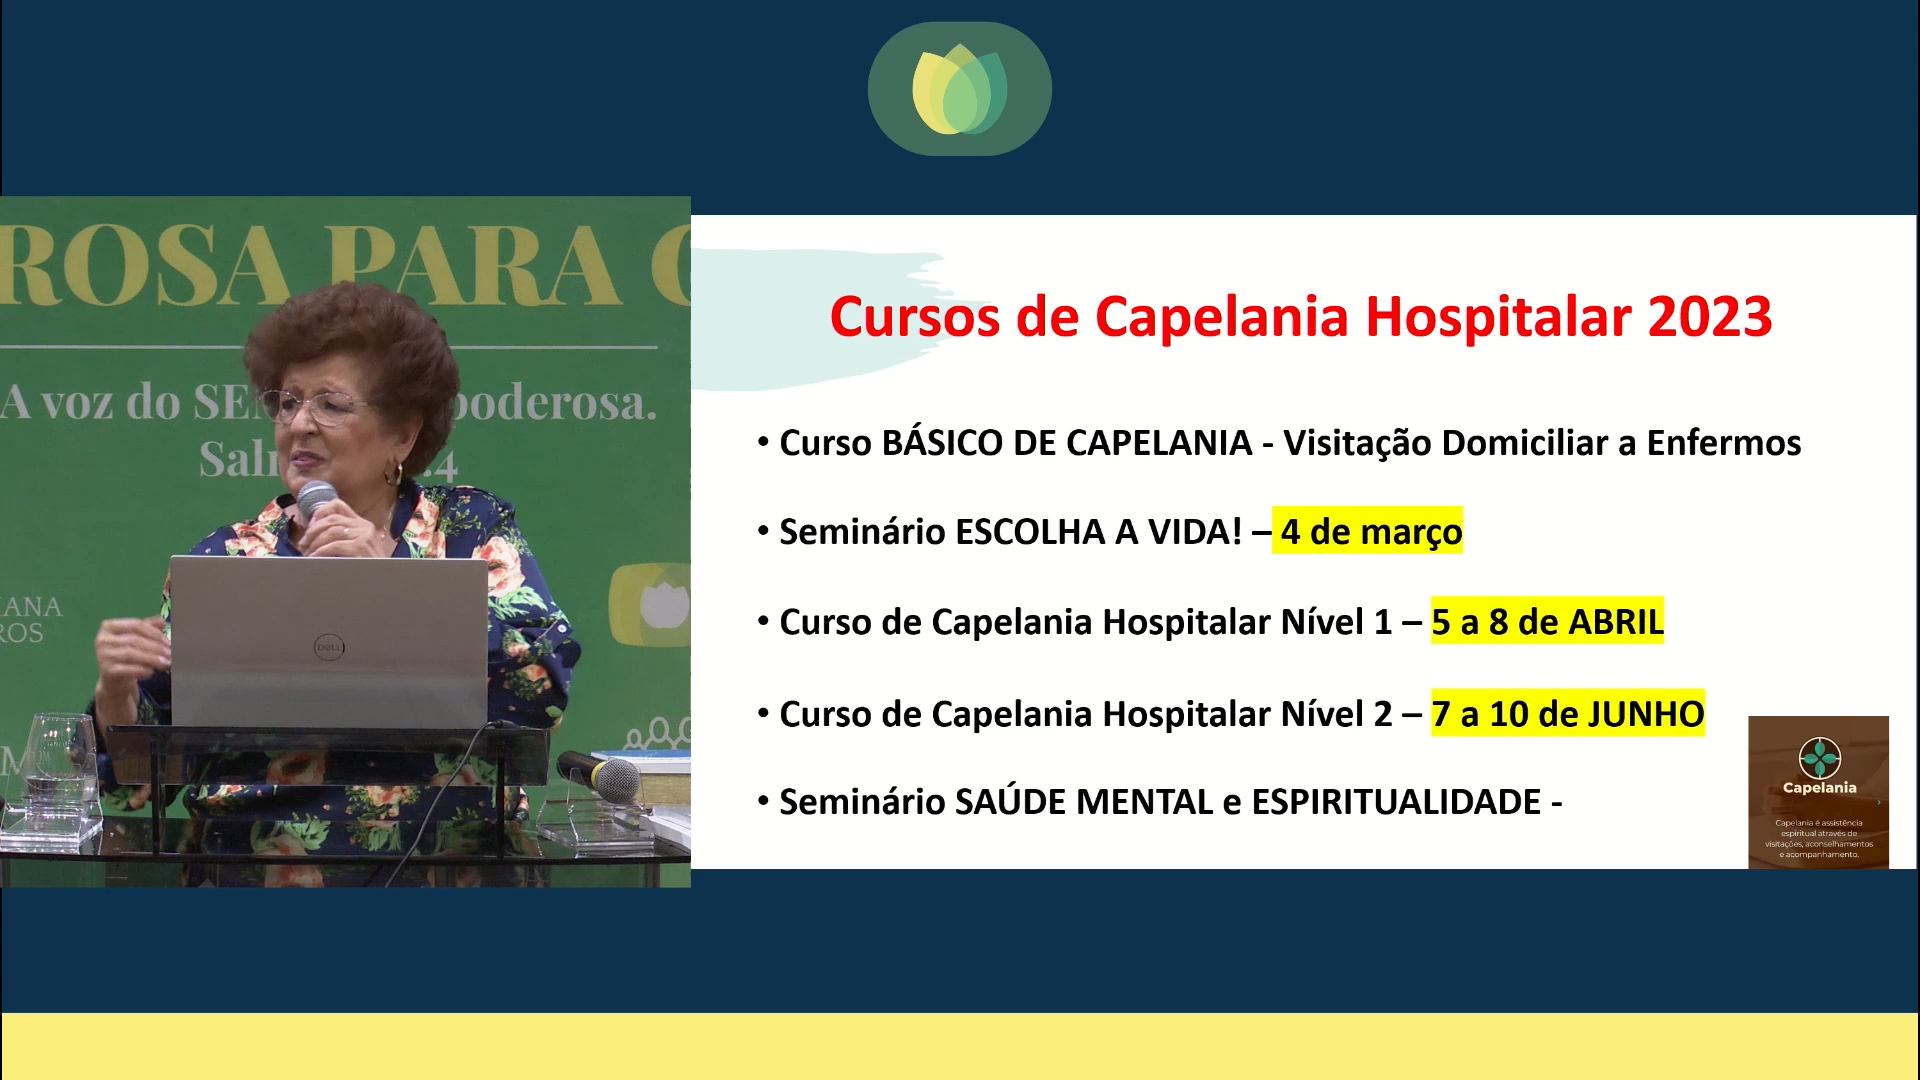 ROSA PARA
A voz do poderosa.
.4
IANA
ROS
DELL
Cursos de Capelania Hospitalar 2023
• Curso BÁSICO DE CAPELANIA - Visitação Domiciliar a Enfermos
• Seminário ESCOLHA A VIDA! – 4 de março
• Curso de Capelania Hospitalar Nível 1 – 5 a 8 de ABRIL
• Curso de Capelania Hospitalar Nível 2 – 7 a 10 de JUNHO
• Seminário SAÚDE MENTAL e ESPIRITUALIDADE -
Capelania
Capelania é assistência
espiritual através de
visitações, aconselhamentos
e acompanhamento.